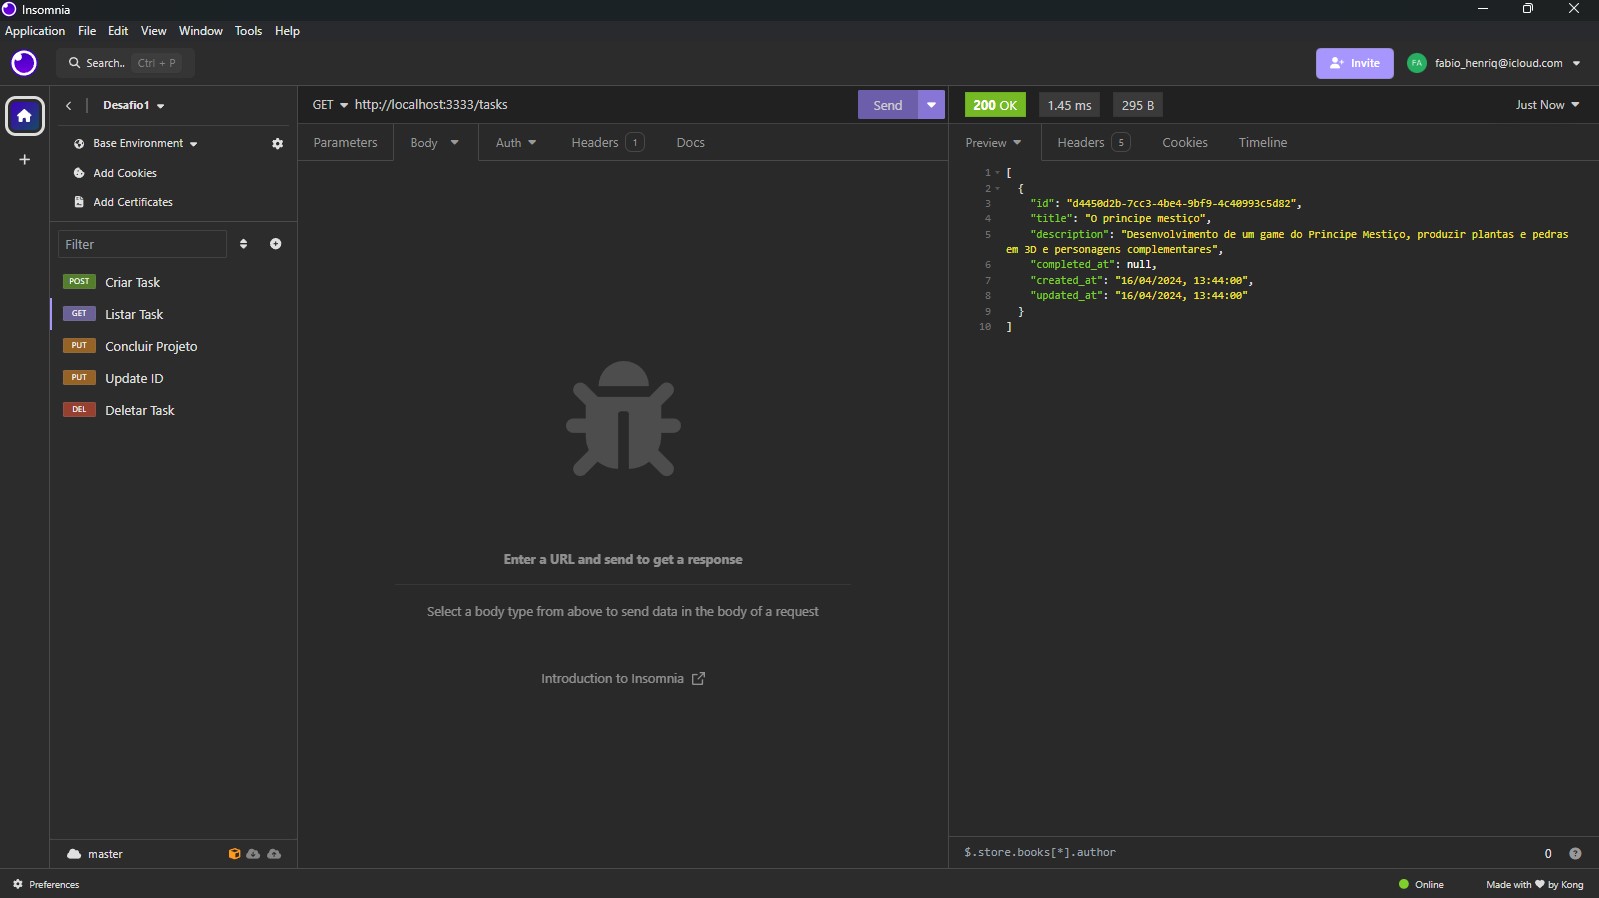 Insomnia
Application File Edit View Window Tools Help
Search.. Ctrl + P
Invite
FA fabio_henriq@icloud.com
Desafio1
Base Environment
Add Cookies
Add Certificates
Filter
POST Criar Task
GET Listar Task
PUT Concluir Projeto
PUT Update ID
DEL Deletar Task
master
GET http://localhost:3333/tasks
Send
Parameters Body Auth Headers 1 Docs
Enter a URL and send to get a response
Select a body type from above to send data in the body of a request
Introduction to Insomnia
200 OK 1.45 ms 295 B
Just Now
Preview Headers 5 Cookies Timeline
1 [
2 {
3 "id": "d4450d2b-7cc3-4be4-9bf9-4c40993c5d82",
4 "title": "O principe mestiço",
5 "description": "Desenvolvimento de um game do Principe Mestiço, produzir plantas e pedras
em 3D e personagens complementares",
6 "completed_at": null,
7 "created_at": "16/04/2024, 13:44:00",
8 "updated_at": "16/04/2024, 13:44:00"
9 }
10 ]
$.store.books[*].author
0 ?
Preferences
Online
Made with ♥ by Kong